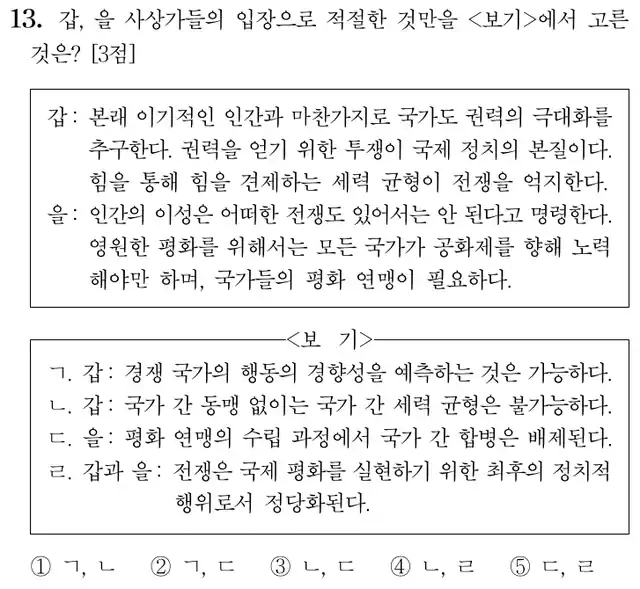 13. 갑, 을 사상가들의 입장으로 적절한 것만을 <보기>에서 고른
것은? [3점]
갑: 본래 이기적인 인간과 마찬가지로 국가도 권력의 극대화를
추구한다. 권력을 얻기 위한 투쟁이 국제 정치의 본질이다.
힘을 통해 힘을 견제하는 세력 균형이 전쟁을 억지한다.
을: 인간의 이성은 어떠한 전쟁도 있어서는 안 된다고 명령한다.
영원한 평화를 위해서는 모든 국가가 공화제를 향해 노력
해야만 하며, 국가들의 평화 연맹이 필요하다.
<보 기>
ㄱ. 갑: 경쟁 국가의 행동의 경향성을 예측하는 것은 가능하다.
ㄴ. 갑: 국가 간 동맹 없이는 국가 간 세력 균형은 불가능하다.
ㄷ. 을: 평화 연맹의 수립 과정에서 국가 간 합병은 배제된다.
ㄹ. 갑과 을: 전쟁은 국제 평화를 실현하기 위한 최후의 정치적
행위로서 정당화된다.
① ㄱ, ㄴ ② ㄱ, ㄷ ③ ㄴ, ㄷ ④ ㄴ, ㄹ ⑤ ㄷ, ㄹ